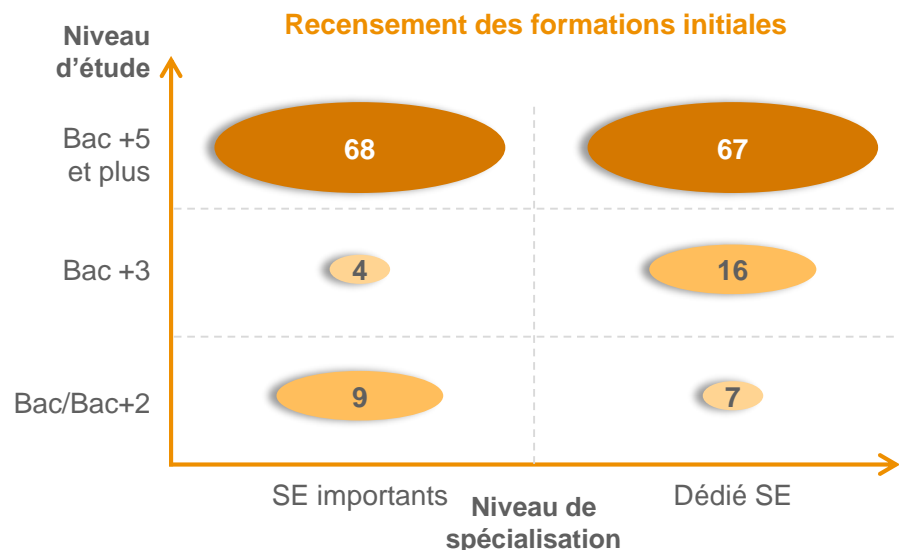 Recensement des formations initiales
Niveau
d'étude
Bac +5
et plus
68
67
Bac +3
4
16
Bac/Bac+2
9
7
SE importants
Niveau de
spécialisation
Dédié SE